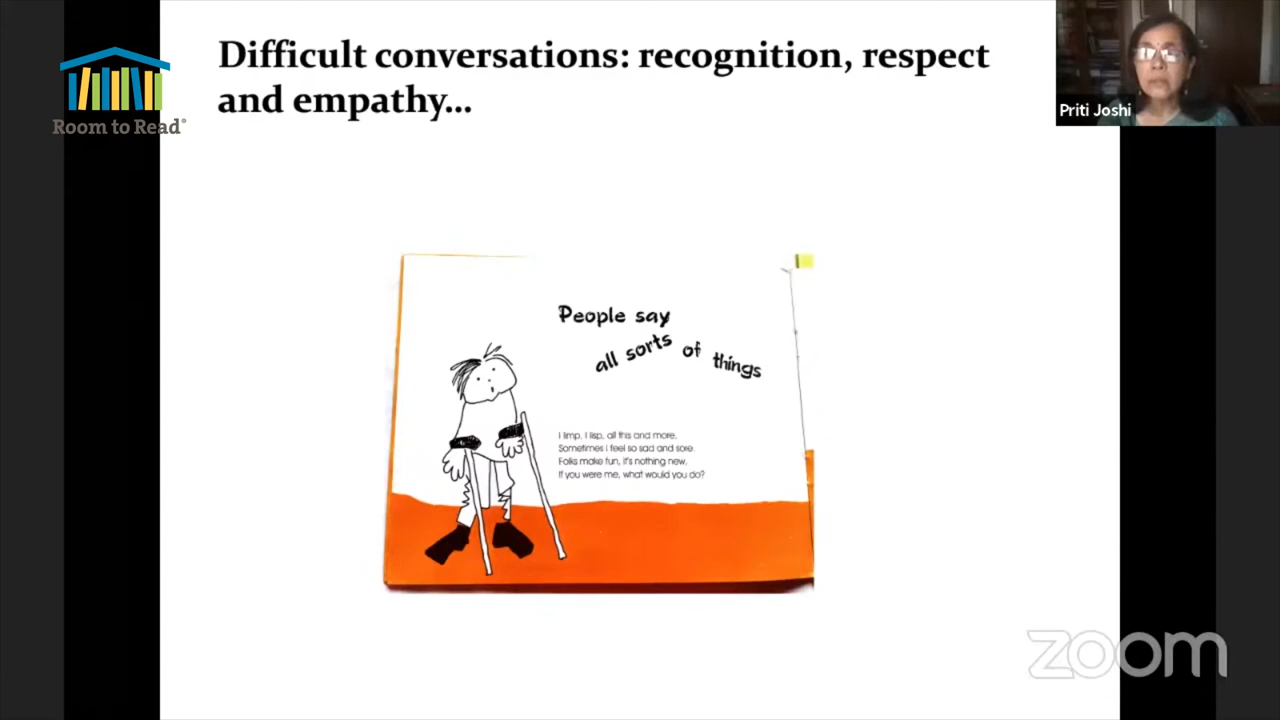 Difficult conversations: recognition, respect
and empathy...
Room to Read®
Priti Joshi
People say
all sorts of things
I limp, I lisp, all this and more,
Sometimes I feel so sad and sore.
Folks make fun, it's nothing new,
If you were me, what would you do?
zoom